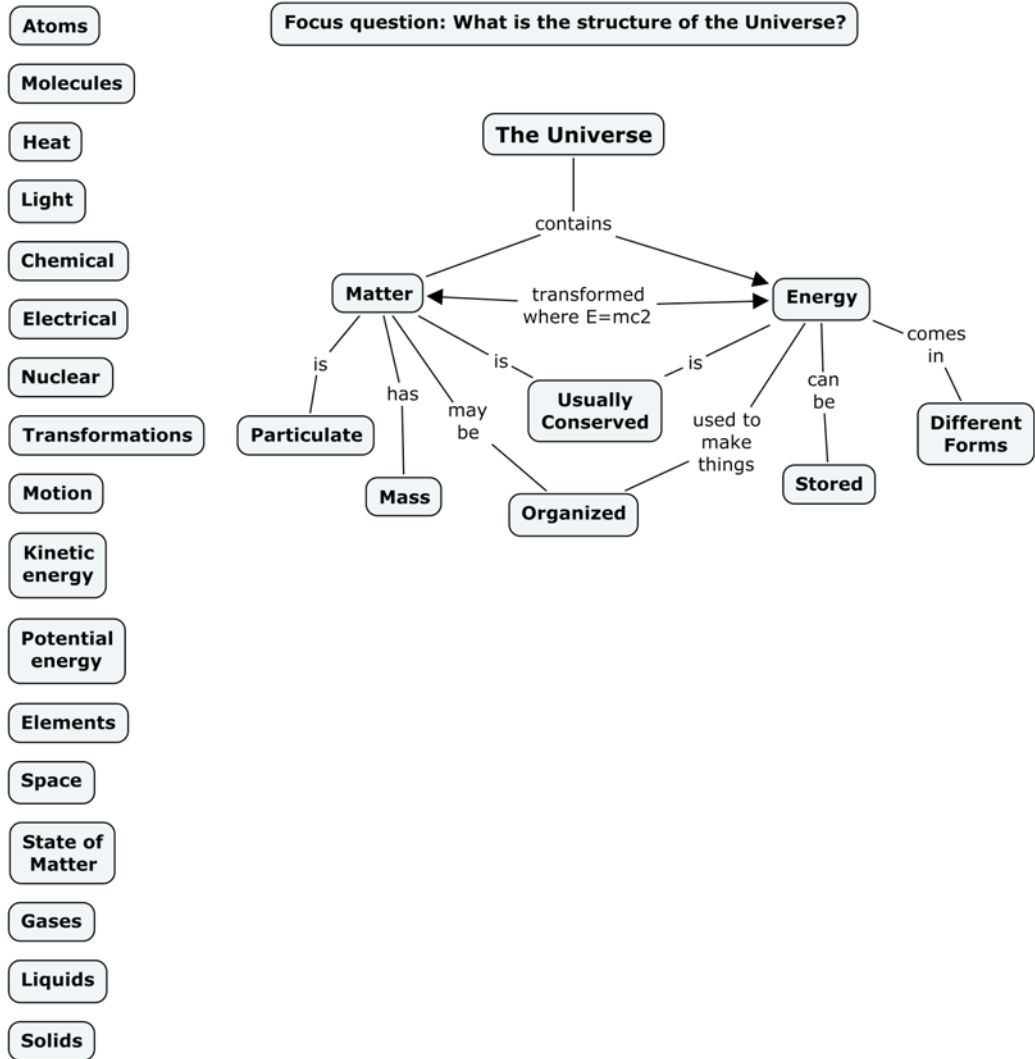 Focus question: What is the structure of the Universe?
Atoms
Molecules
Heat
Light
Chemical
Electrical
Nuclear
Transformations
Motion
Kinetic
energy
Potential
energy
Elements
Space
State of
Matter
Gases
Liquids
Solids
The Universe
contains
Matter
transformed
where E=mc2
Energy
is
has
may
be
is
is
used to
make
things
can
be
comes
in
Particulate
Mass
Usually
Conserved
Organized
Stored
Different
Forms